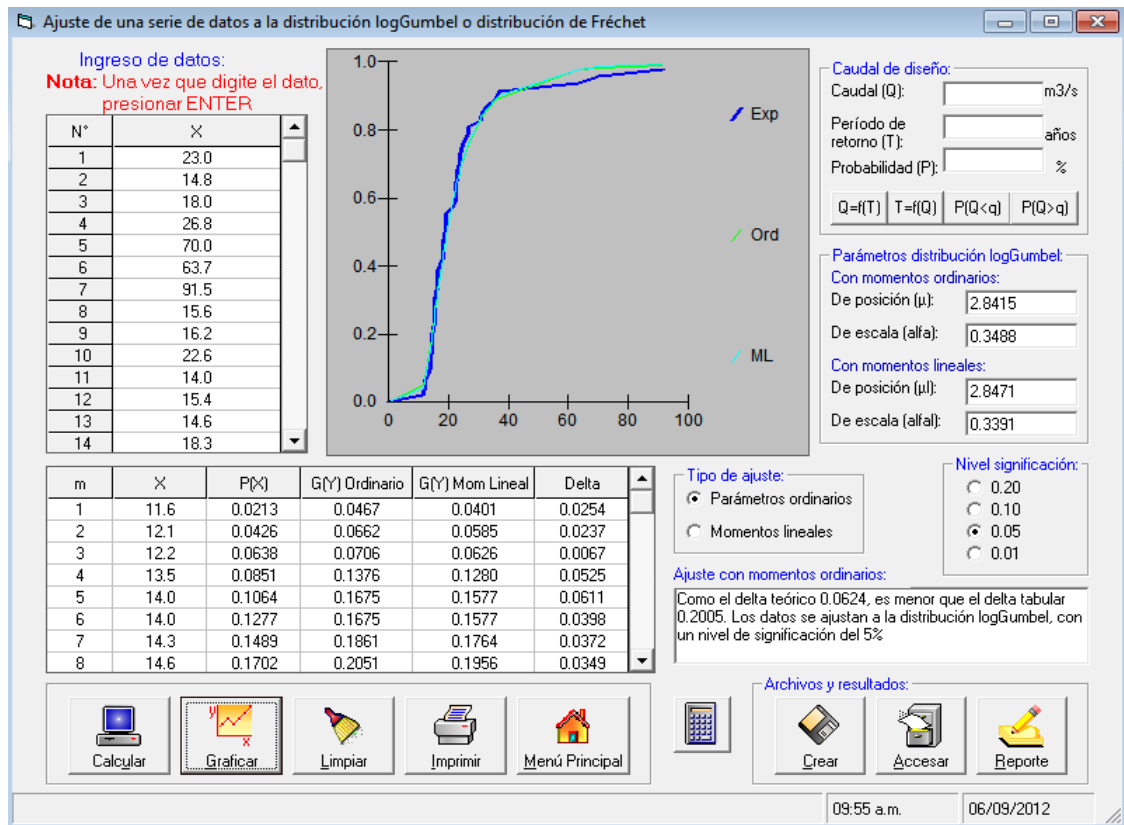 Ajuste de una serie de datos a la distribución logGumbel o distribución de Fréchet
Ingreso de datos:
Nota: Una vez que digite el dato,
presionar ENTER
N° X
1 23.0
2 14.8
3 18.0
4 26.8
5 70.0
6 63.7
7 91.5
8 15.6
9 16.2
10 22.6
11 14.0
12 15.4
13 14.6
14 18.3
1.0
0.8
0.6
0.4
0.2
0.0
0 20 40 60 80 100
Exp
Ord
ML
Caudal de diseño:
Caudal (Q): m3/s
Período de
retorno (T): años
Probabilidad (P): %
Q=f(T) T=f(Q) P(Q<q) P(Q>q)
Parámetros distribución logGumbel:
Con momentos ordinarios:
De posición (μ): 2.8415
De escala (alfa): 0.3488
Con momentos lineales:
De posición (μl): 2.8471
De escala (alfal): 0.3391
m X P(X) G(Y) Ordinario G(Y) Mom Lineal Delta
1 11.6 0.0213 0.0467 0.0401 0.0254
2 12.1 0.0426 0.0662 0.0585 0.0237
3 12.2 0.0638 0.0706 0.0626 0.0067
4 13.5 0.0851 0.1376 0.1280 0.0525
5 14.0 0.1064 0.1675 0.1577 0.0611
6 14.0 0.1277 0.1675 0.1577 0.0398
7 14.3 0.1489 0.1861 0.1764 0.0372
8 14.6 0.1702 0.2051 0.1956 0.0349
Tipo de ajuste:
Parámetros ordinarios
Momentos lineales
Nivel significación:
0.20
0.10
0.05
0.01
Ajuste con momentos ordinarios:
Como el delta teórico 0.0624, es menor que el delta tabular
0.2005. Los datos se ajustan a la distribución logGumbel, con
un nivel de significación del 5%
Calcular Graficar Limpiar Imprimir Menú Principal
Archivos y resultados:
Crear Accesar Reporte
09:55 a.m. 06/09/2012